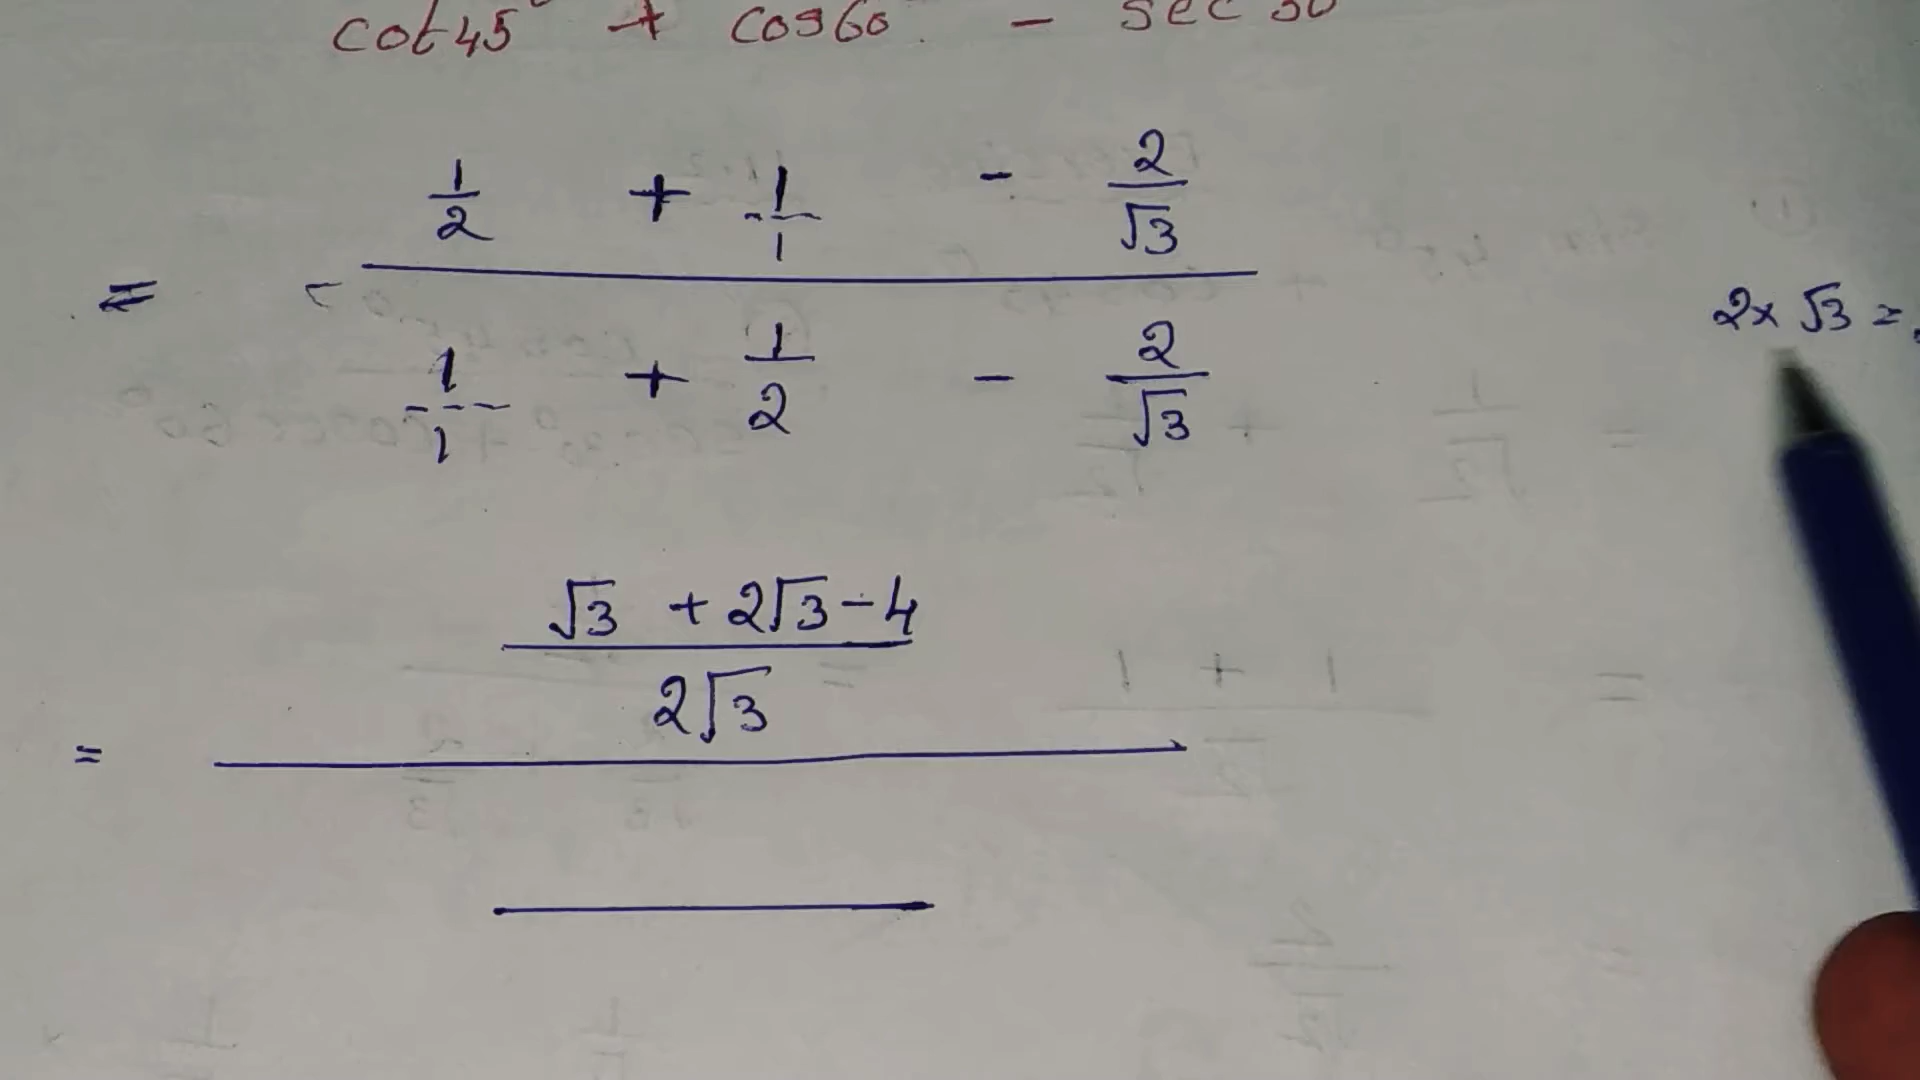 cot45° + cos60° - sec 30
1/2 + 1/1 - 2/√3
= 1/1 + 1/2 - 2/√3
2 × √3 =
√3 + 2√3 - 4
2√3
=